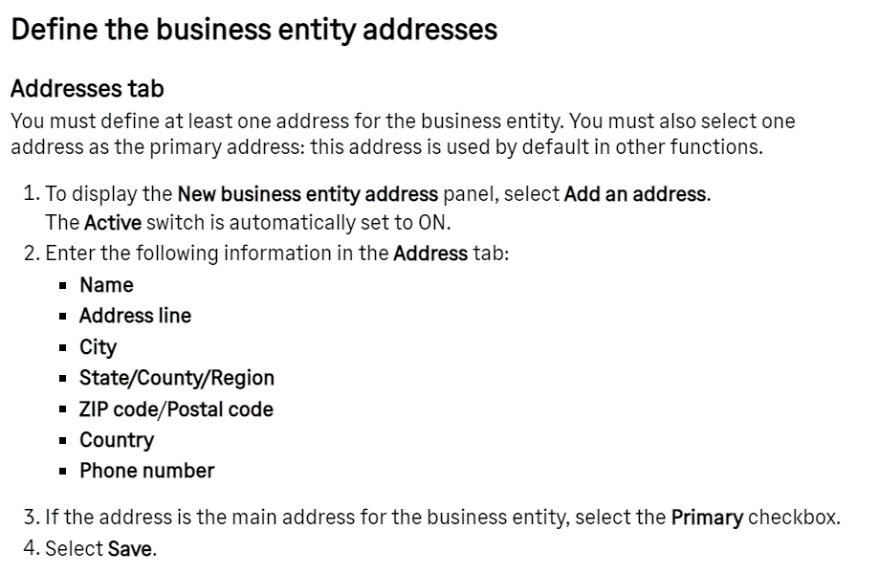 Define the business entity addresses
Addresses tab
You must define at least one address for the business entity. You must also select one
address as the primary address: this address is used by default in other functions.
1. To display the New business entity address panel, select Add an address.
The Active switch is automatically set to ON.
2. Enter the following information in the Address tab:
▪ Name
▪ Address line
▪ City
▪ State/County/Region
▪ ZIP code/Postal code
▪ Country
▪ Phone number
3. If the address is the main address for the business entity, select the Primary checkbox.
4. Select Save.